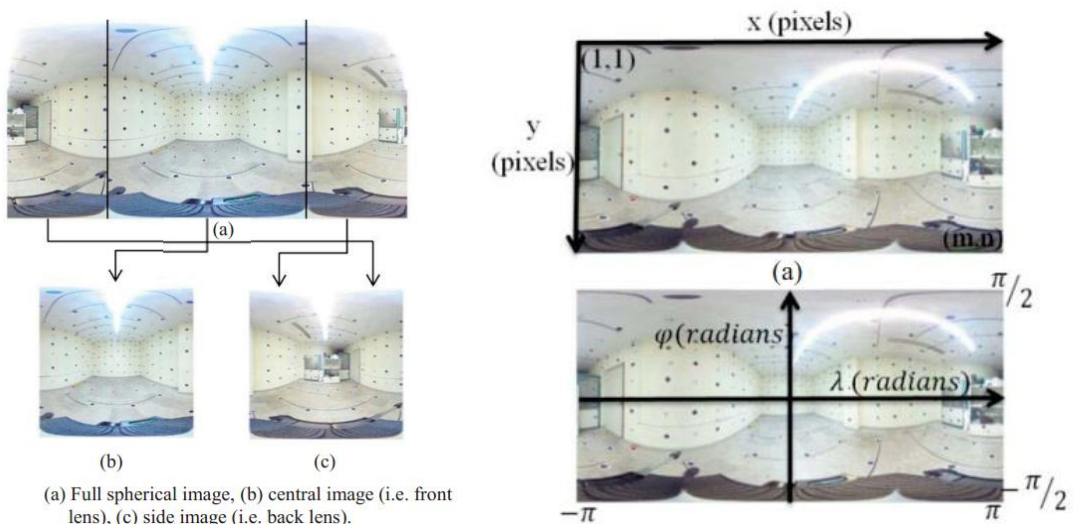 (a)
(b)
(c)
(a) Full spherical image, (b) central image (i.e. front
lens), (c) side image (i.e. back lens).
x (pixels)
(1,1)
y
(pixels)
(m,n)
(a)
π/2
φ(radians
λ (radians)
− π/2
−π
π